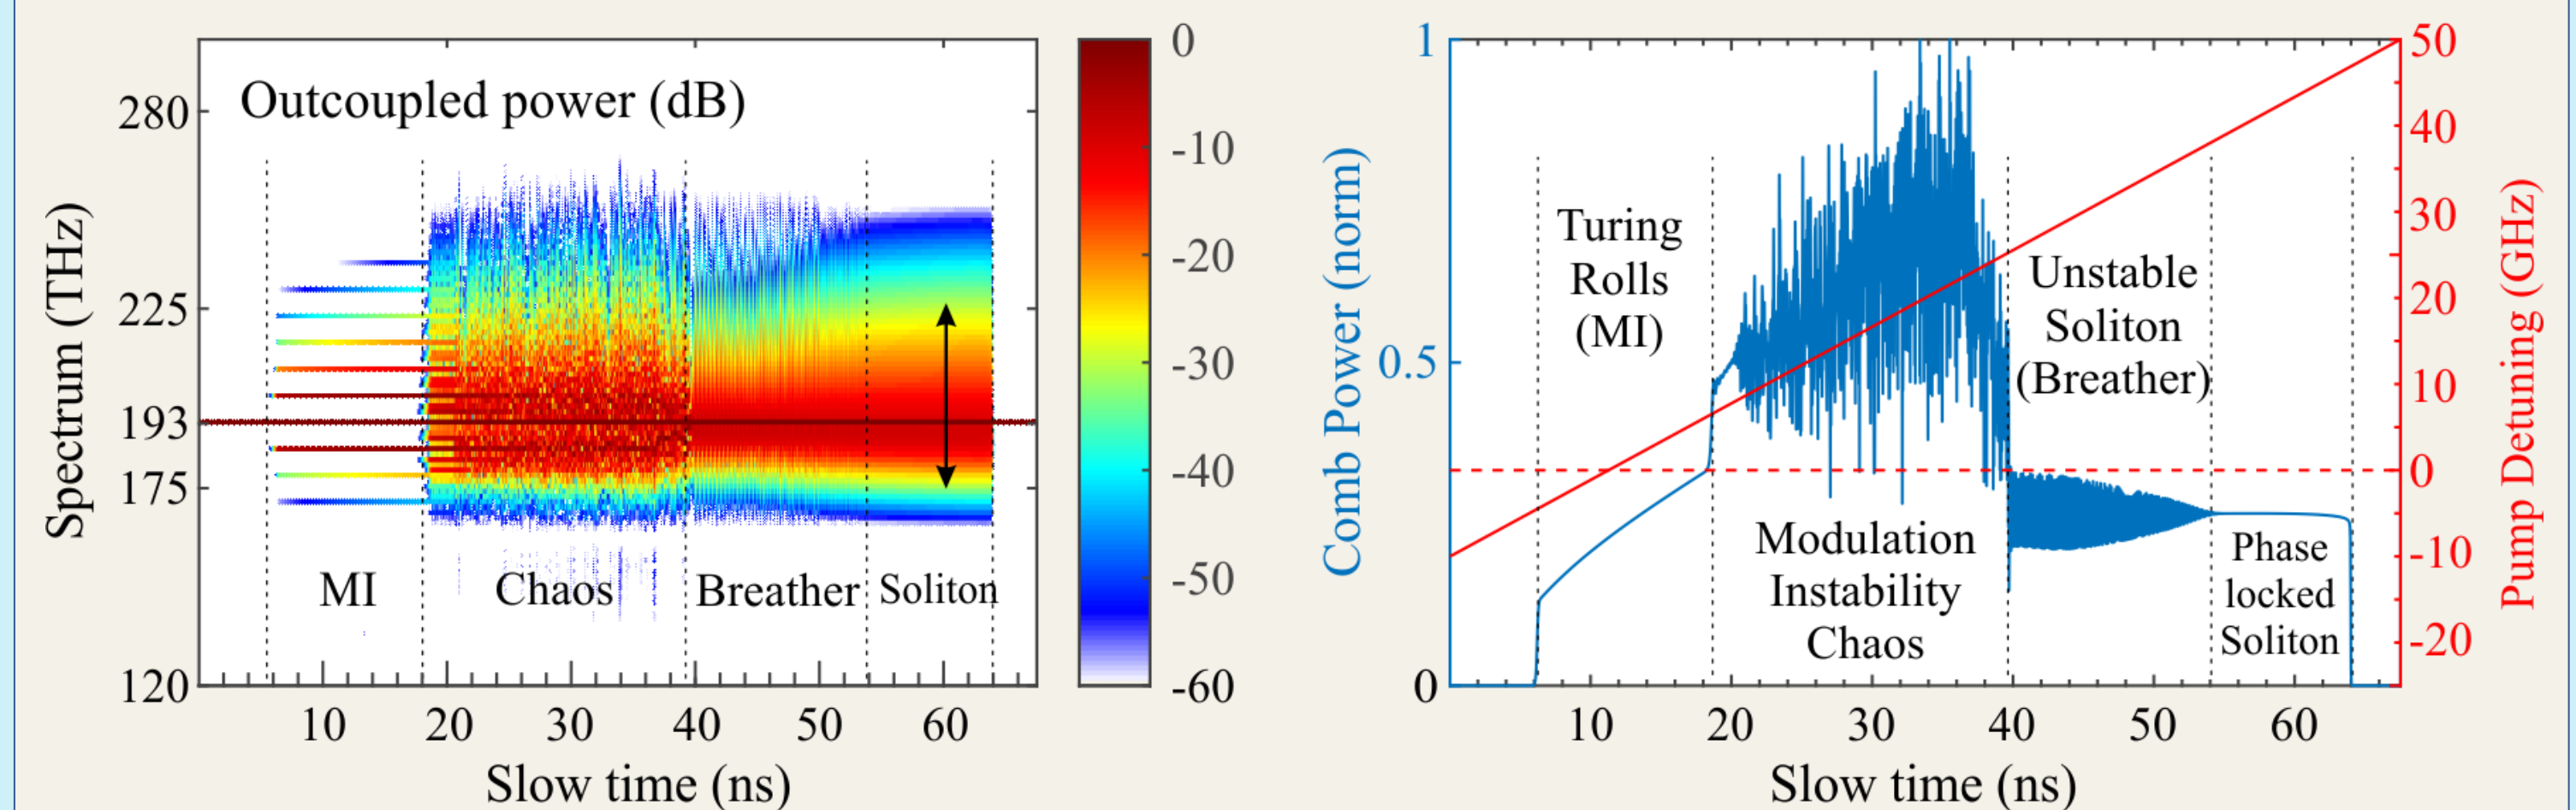 Outcoupled power (dB)
Spectrum (THz)
280
225
193
175
120
MI
Chaos
Breather
Soliton
10
20
30
40
50
60
Slow time (ns)
0
-10
-20
-30
-40
-50
-60
Comb Power (norm)
1
0.5
0
Turing
Rolls
(MI)
Modulation
Instability
Chaos
Unstable
Soliton
(Breather)
Phase
locked
Soliton
10
20
30
40
50
60
Slow time (ns)
50
40
30
20
10
0
-10
-20
Pump Detuning (GHz)